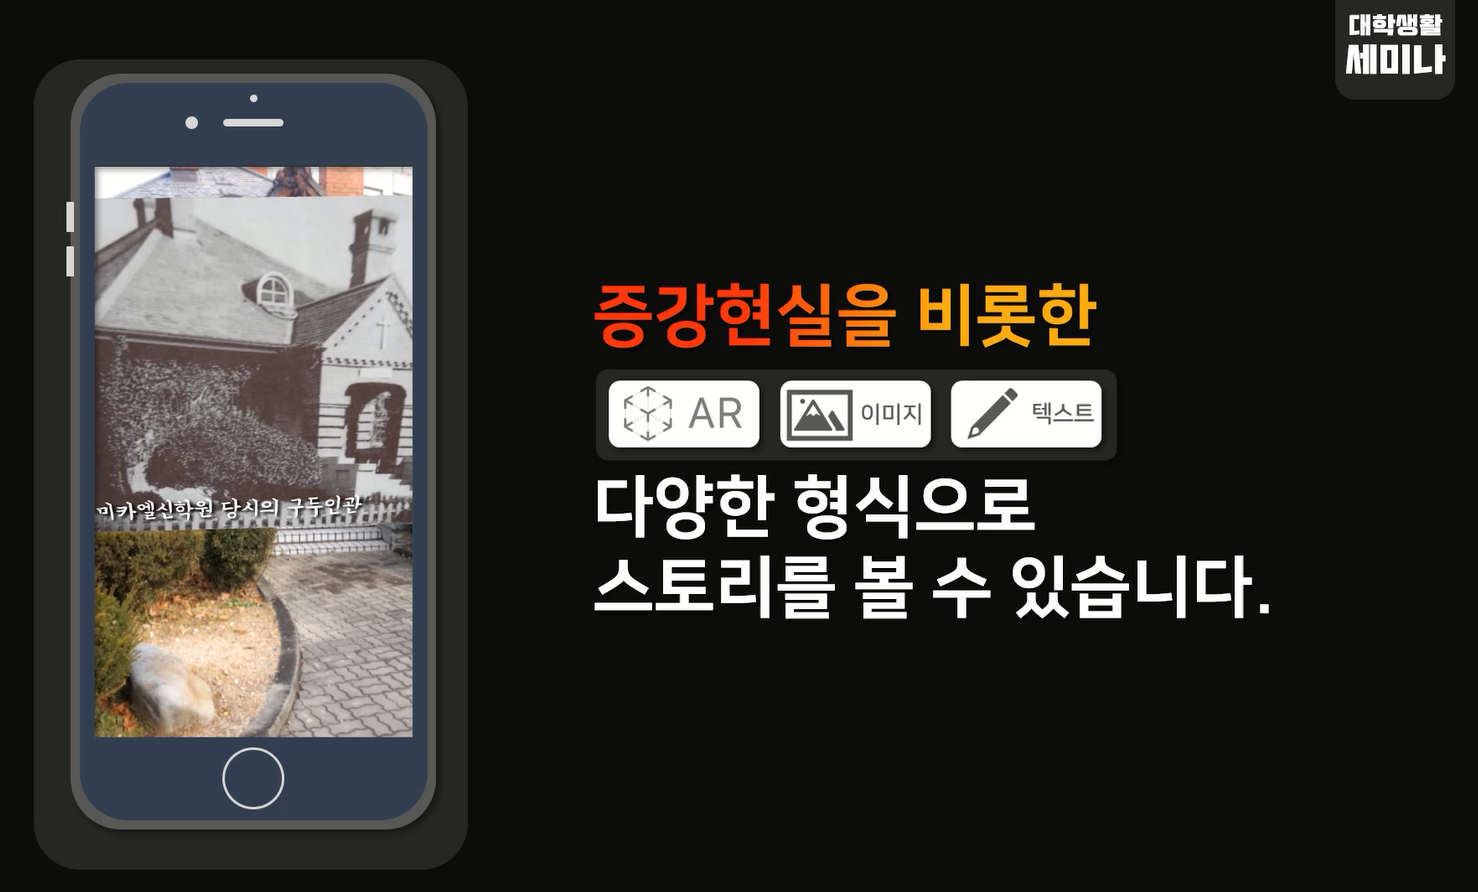 대학생활
세미나
미카엘신학원 당시의 구두인관
증강현실을 비롯한
AR
이미지
텍스트
다양한 형식으로
스토리를 볼 수 있습니다.